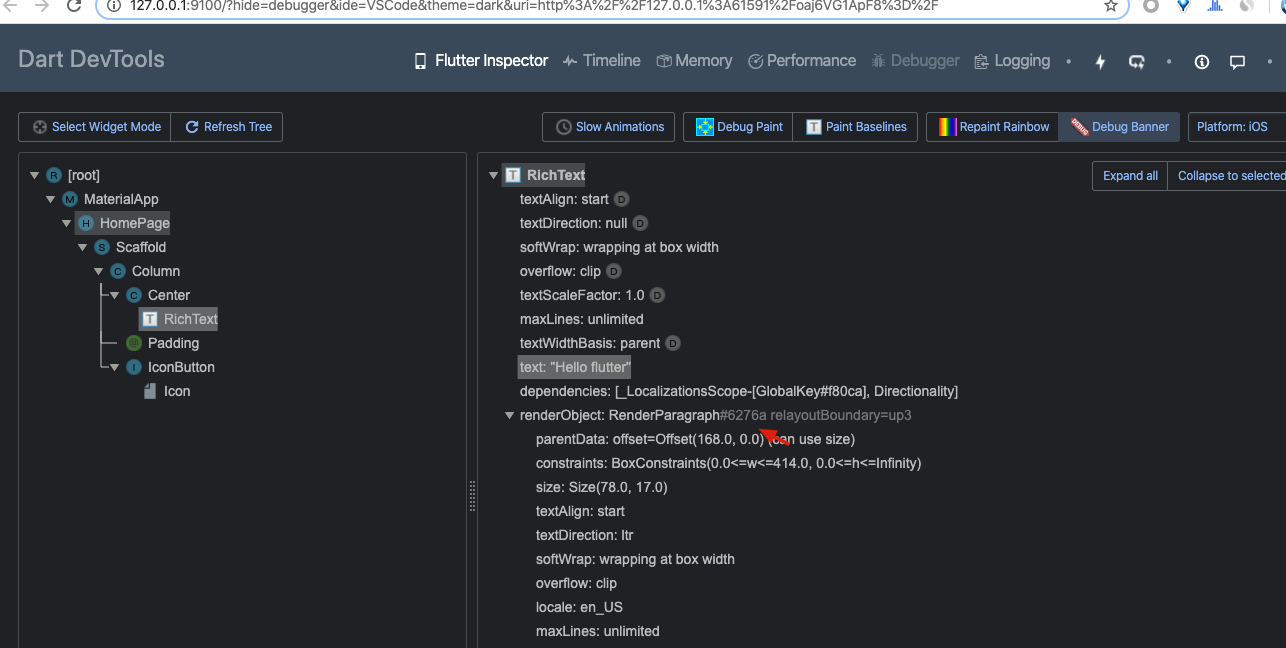 127.0.0.1:9100/?hide=debugger&ide=VSCode&theme=dark&uri=http%3A%2F%2F127.0.0.1%3A61591%2Foaj6VG1ApF8%3D%2F
Dart DevTools
Flutter Inspector
Timeline
Memory
Performance
Debugger
Logging
Select Widget Mode
Refresh Tree
Slow Animations
Debug Paint
Paint Baselines
Repaint Rainbow
Debug Banner
Platform: iOS
[root]
MaterialApp
HomePage
Scaffold
Column
Center
RichText
Padding
IconButton
Icon
RichText
Expand all
Collapse to selected
textAlign: start
textDirection: null
softWrap: wrapping at box width
overflow: clip
textScaleFactor: 1.0
maxLines: unlimited
textWidthBasis: parent
text: "Hello flutter"
dependencies: [_LocalizationsScope-[GlobalKey#f80ca], Directionality]
renderObject: RenderParagraph#6276a relayoutBoundary=up3
parentData: offset=Offset(168.0, 0.0) (can use size)
constraints: BoxConstraints(0.0<=w<=414.0, 0.0<=h<=Infinity)
size: Size(78.0, 17.0)
textAlign: start
textDirection: ltr
softWrap: wrapping at box width
overflow: clip
locale: en_US
maxLines: unlimited